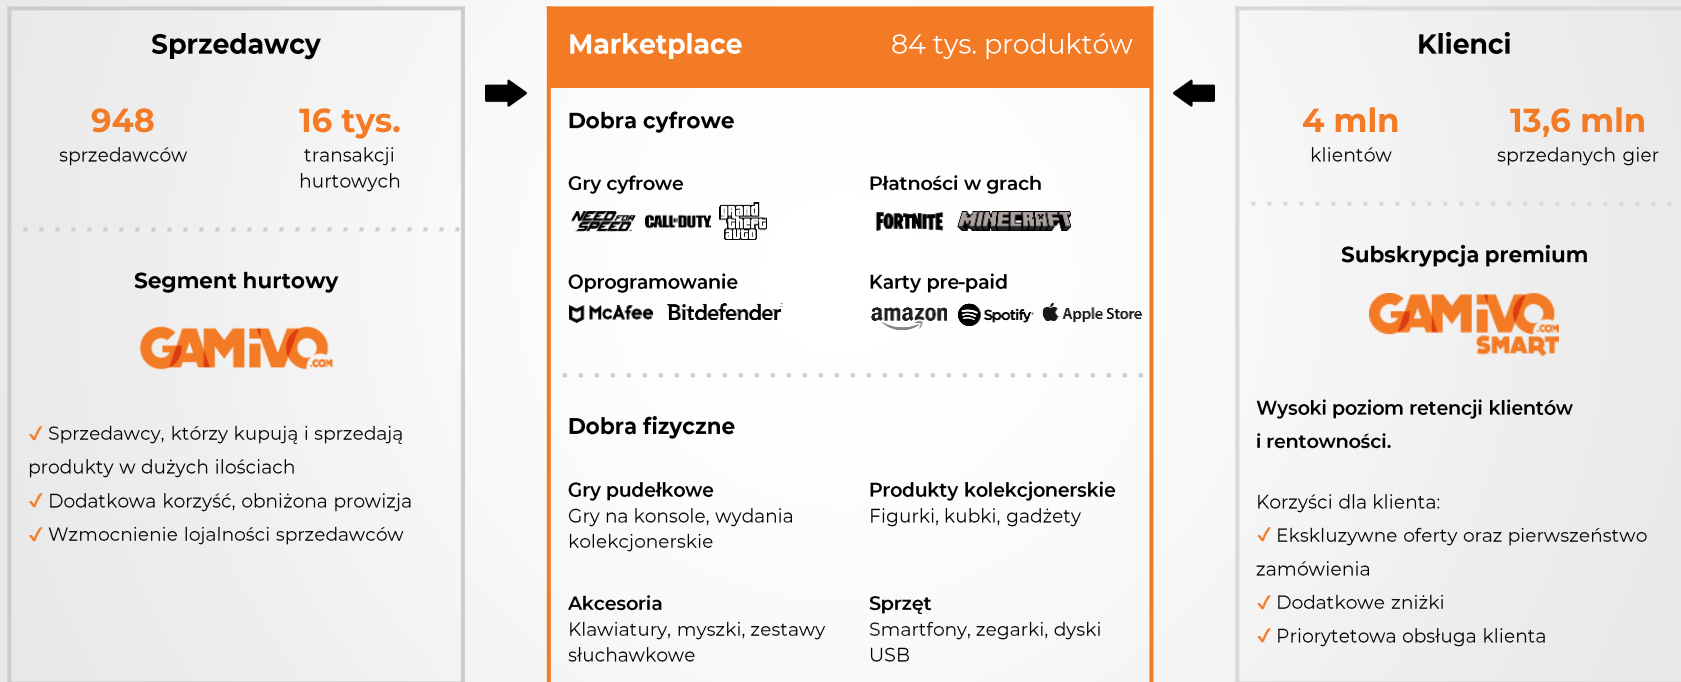 Sprzedawcy
948
sprzedawców
16 tys.
transakcji
hurtowych
Segment hurtowy
GAMIVO
.COM
✓ Sprzedawcy, którzy kupują i sprzedają
produkty w dużych ilościach
✓ Dodatkowa korzyść, obniżona prowizja
✓ Wzmocnienie lojalności sprzedawców
Marketplace
84 tys. produktów
Dobra cyfrowe
Gry cyfrowe
NEED FOR SPEED
CALL OF DUTY
grand theft auto
Płatności w grach
FORTNITE
MINECRAFT
Oprogramowanie
McAfee
Bitdefender
Karty pre-paid
amazon
Spotify
Apple Store
Dobra fizyczne
Gry pudełkowe
Gry na konsole, wydania
kolekcjonerskie
Produkty kolekcjonerskie
Figurki, kubki, gadżety
Akcesoria
Klawiatury, myszki, zestawy
słuchawkowe
Sprzęt
Smartfony, zegarki, dyski
USB
Klienci
4 mln
klientów
13,6 mln
sprzedanych gier
Subskrypcja premium
GAMIVO
.COM
SMART
Wysoki poziom retencji klientów
i rentowności.
Korzyści dla klienta:
✓ Ekskluzywne oferty oraz pierwszeństwo
zamówienia
✓ Dodatkowe zniżki
✓ Priorytetowa obsługa klienta